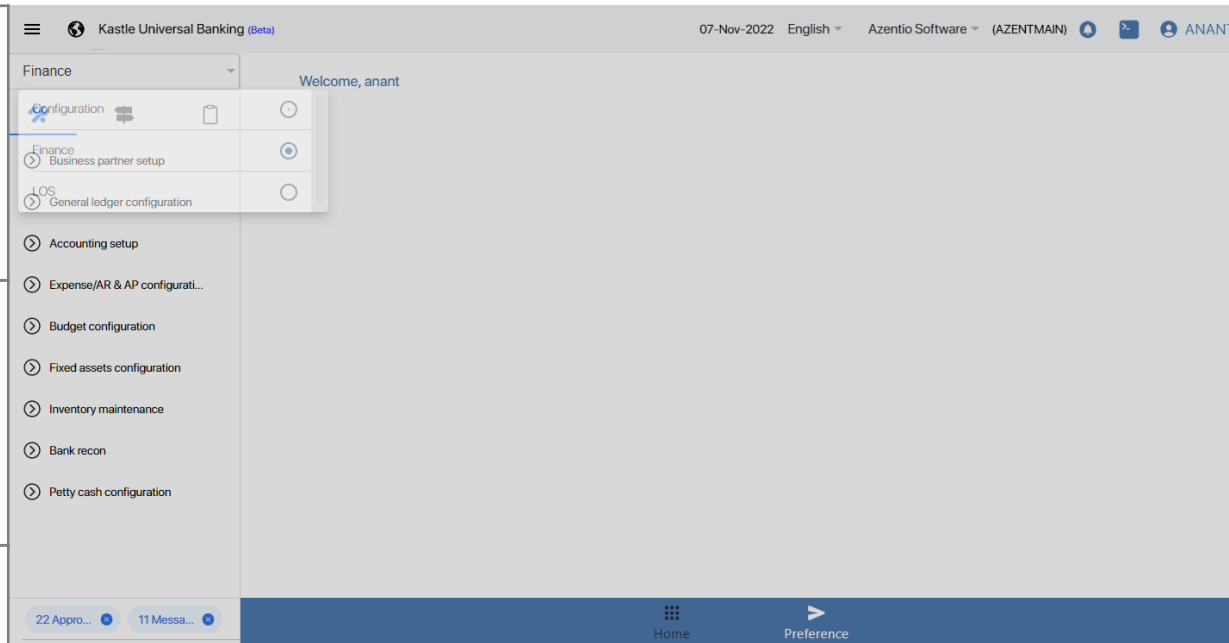 Kastle Universal Banking (Beta)
07-Nov-2022 English Azentio Software (AZENTMAIN) ANANT
Finance
Welcome, anant
Configuration
Finance
Business partner setup
LOS
General ledger configuration
Accounting setup
Expense/AR & AP configurati...
Budget configuration
Fixed assets configuration
Inventory maintenance
Bank recon
Petty cash configuration
22 Appro... 11 Messa...
Home Preference